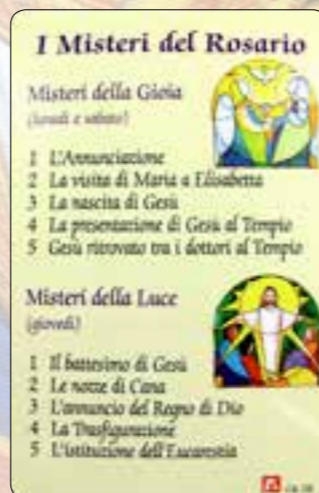 I Misteri del Rosario
Misteri della Gioia
(lunedì e sabato)
1 L'Annunciazione
2 La visita di Maria a Elisabetta
3 La nascita di Gesù
4 La presentazione di Gesù al Tempio
5 Gesù ritrovato tra i dottori al Tempio
Misteri della Luce
(giovedì)
1 Il battesimo di Gesù
2 Le nozze di Cana
3 L'annuncio del Regno di Dio
4 La Trasfigurazione
5 L'istituzione dell'Eucarestia